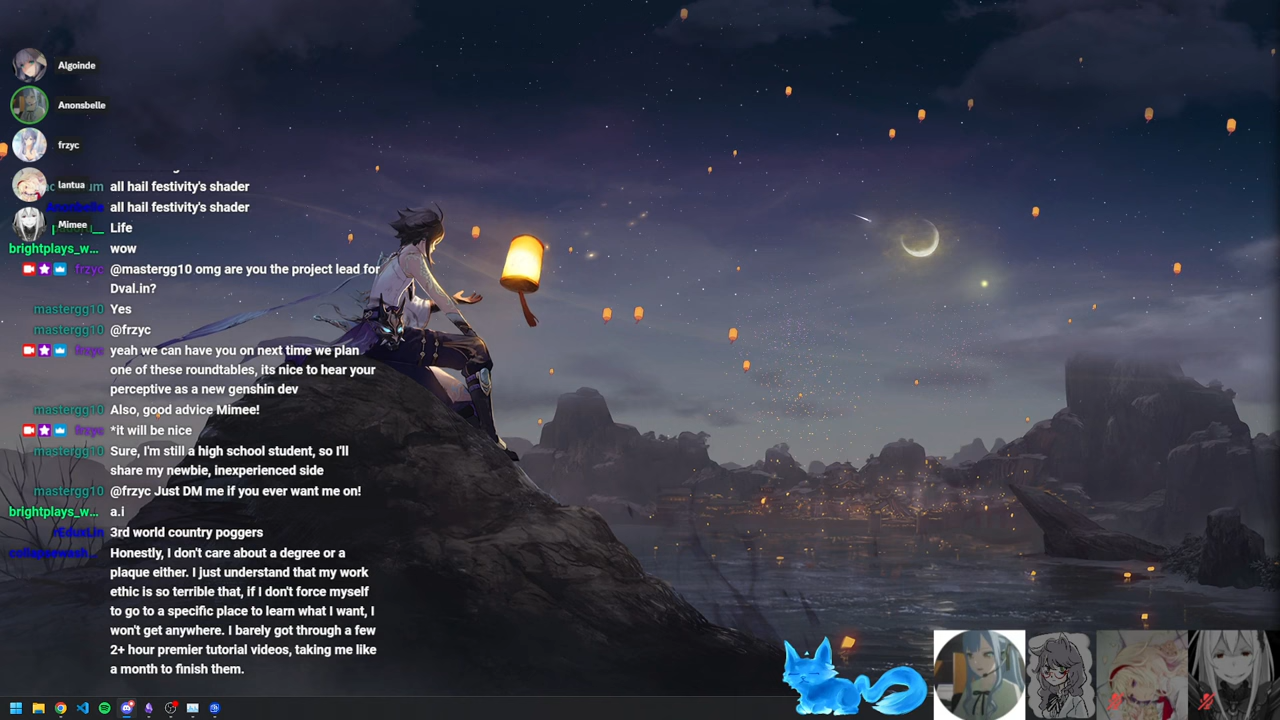 Algoinde
Anonsbelle
frzyc
lantua
Mimee
um all hail festivity's shader
Anonsbelle all hail festivity's shader
Life
brightplays_w... wow
frzyc @mastergg10 omg are you the project lead for
Dval.in?
mastergg10 Yes
mastergg10 @frzyc
frzyc yeah we can have you on next time we plan
one of these roundtables, its nice to hear your
perceptive as a new genshin dev
mastergg10 Also, good advice Mimee!
frzyc *it will be nice
mastergg10 Sure, I'm still a high school student, so I'll
share my newbie, inexperienced side
mastergg10 @frzyc Just DM me if you ever want me on!
brightplays_w... a.i
3rd world country poggers
Honestly, I don't care about a degree or a
plaque either. I just understand that my work
ethic is so terrible that, if I don't force myself
to go to a specific place to learn what I want, I
won't get anywhere. I barely got through a few
2+ hour premier tutorial videos, taking me like
a month to finish them.